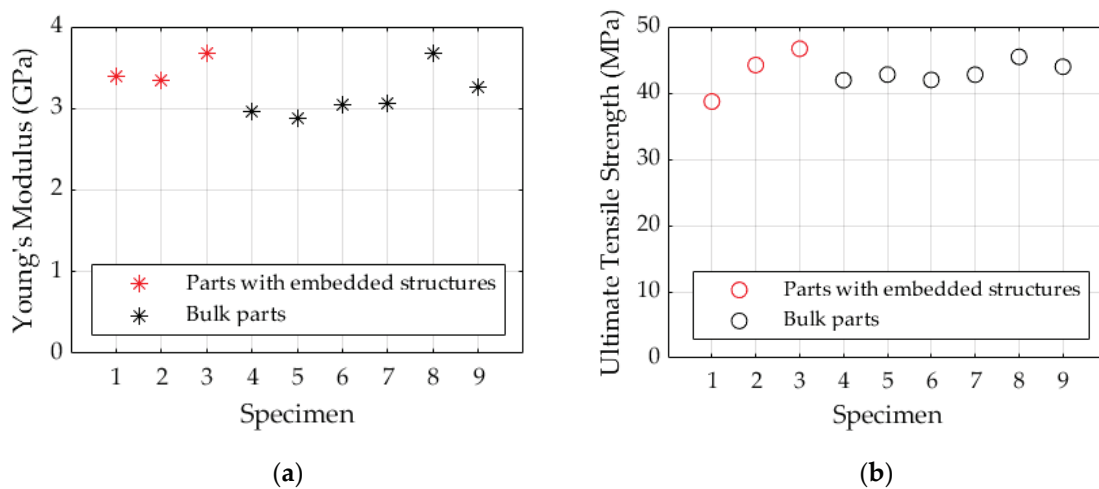 Young's Modulus (GPa)
4
3
2
1
0
Parts with embedded structures
Bulk parts
1 2 3 4 5 6 7 8 9
Specimen
(a)
Ultimate Tensile Strength (MPa)
50
40
30
20
10
0
Parts with embedded structures
Bulk parts
1 2 3 4 5 6 7 8 9
Specimen
(b)